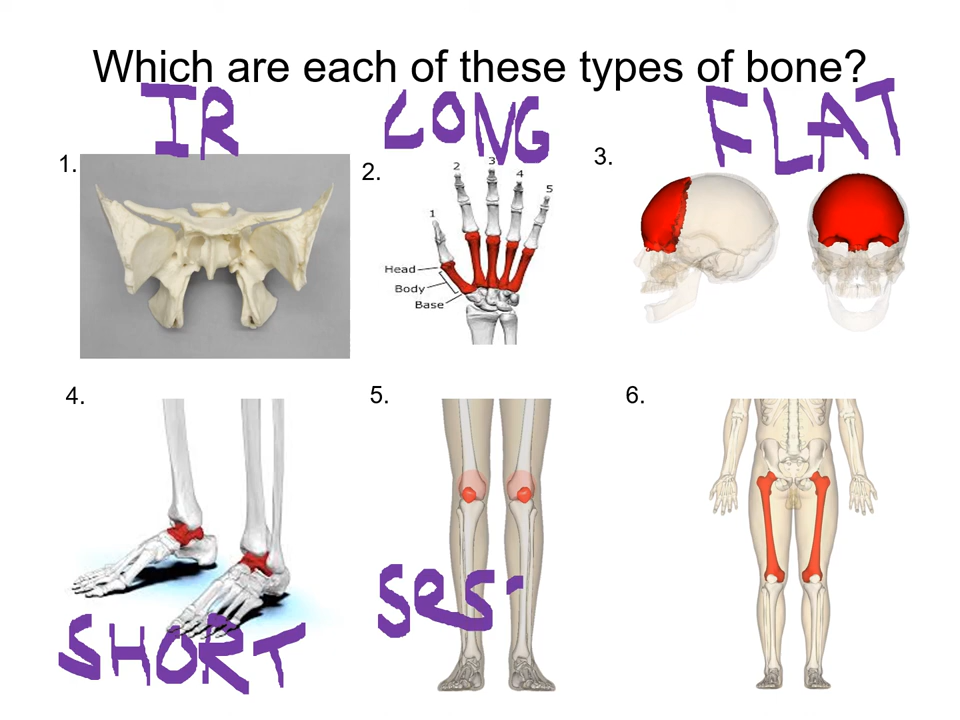 Which are each of these types of bone?
IR LONG FLAT
1. 2. 3.
1 2 3 4 5
Head
Body
Base
4. 5. 6.
SHORT SeS-